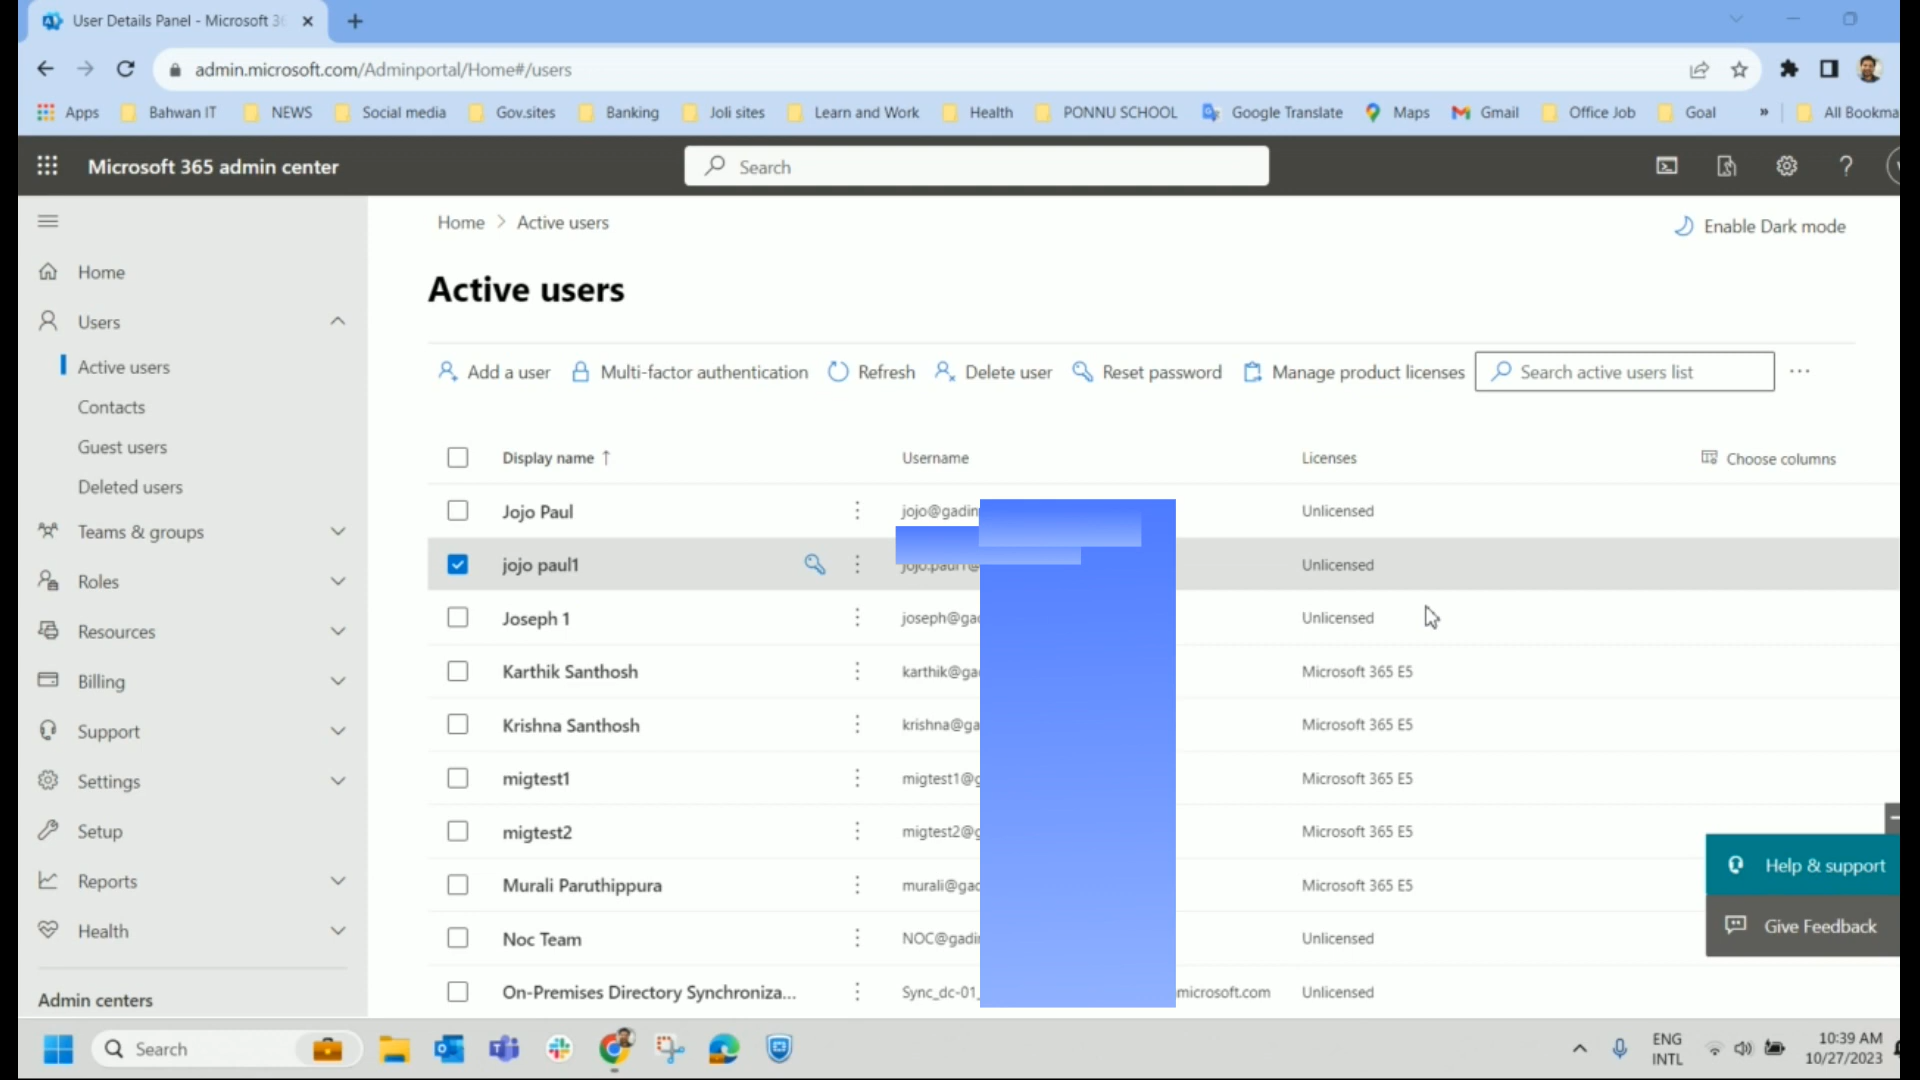 User Details Panel - Microsoft 36
admin.microsoft.com/Adminportal/Home#/users
Apps Bahwan IT NEWS Social media Gov.sites Banking Joli sites Learn and Work Health PONNU SCHOOL Google Translate Maps Gmail Office Job Goal » All Bookma
Microsoft 365 admin center Search
Home > Active users
Enable Dark mode
Active users
Home
Users
Active users
Contacts
Guest users
Deleted users
Teams & groups
Roles
Resources
Billing
Support
Settings
Setup
Reports
Health
Admin centers
Add a user Multi-factor authentication Refresh Delete user Reset password Manage product licenses Search active users list ...
Display name ↑ Username Licenses Choose columns
Jojo Paul jojo@gadin Unlicensed
jojo paul1 jojo.paul1@ Unlicensed
Joseph 1 joseph@ga Unlicensed
Karthik Santhosh karthik@ga Microsoft 365 E5
Krishna Santhosh krishna@ga Microsoft 365 E5
migtest1 migtest1@g Microsoft 365 E5
migtest2 migtest2@g Microsoft 365 E5
Murali Paruthippura murali@gad Microsoft 365 E5
Noc Team NOC@gadin Unlicensed
On-Premises Directory Synchroniza... Sync_dc-01_ microsoft.com Unlicensed
Help & support
Give Feedback
Search
ENG
INTL
10:39 AM
10/27/2023